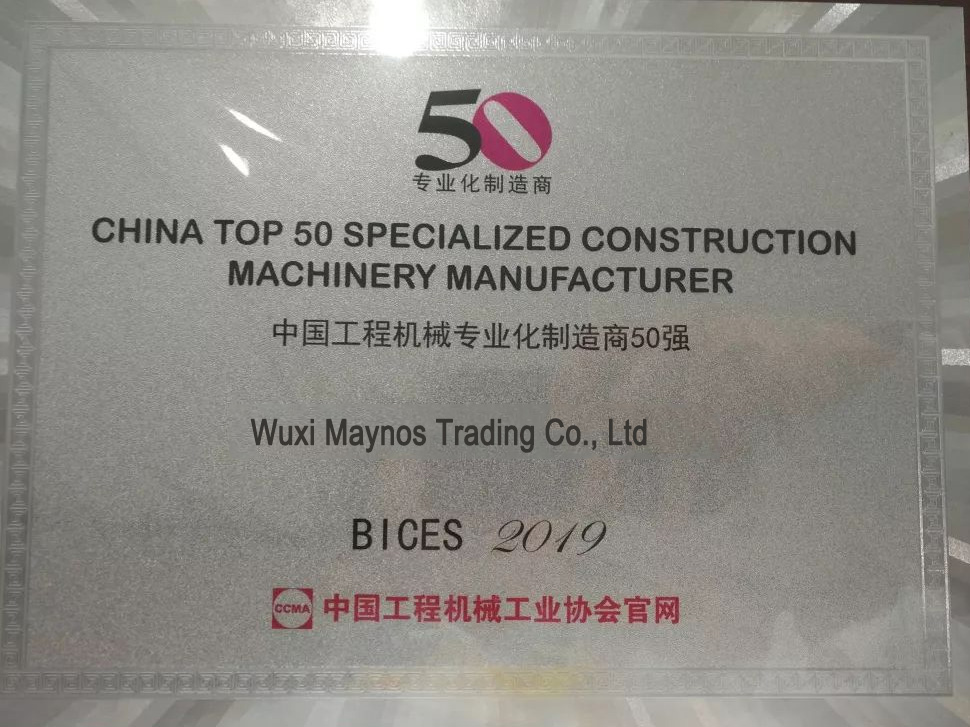 50
专业化制造商
CHINA TOP 50 SPECIALIZED CONSTRUCTION
MACHINERY MANUFACTURER
中国工程机械专业化制造商50强
Wuxi Maynos Trading Co., Ltd
BICES 2019
CCMA 中国工程机械工业协会官网